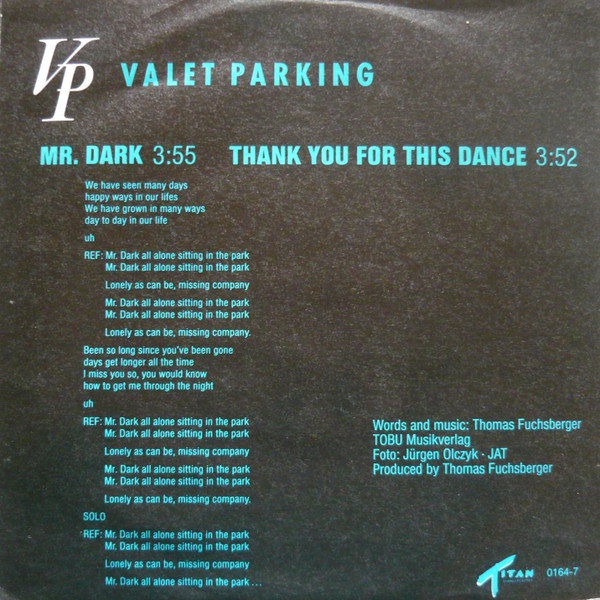 VP VALET PARKING
MR. DARK 3:55 THANK YOU FOR THIS DANCE 3:52
We have seen many days
happy ways in our lifes
We have grown in many ways
day to day in our life
uh
REF: Mr. Dark all alone sitting in the park
Mr. Dark all alone sitting in the park
Lonely as can be, missing company
Mr. Dark all alone sitting in the park
Mr. Dark all alone sitting in the park
Lonely as can be, missing company.
Been so long since you've been gone
days get longer all the time
I miss you so, you would know
how to get me through the night
uh
REF: Mr. Dark all alone sitting in the park
Mr. Dark all alone sitting in the park
Lonely as can be, missing company
Mr. Dark all alone sitting in the park
Mr. Dark all alone sitting in the park
Lonely as can be, missing company.
SOLO
REF: Mr. Dark all alone sitting in the park
Mr. Dark all alone sitting in the park
Lonely as can be, missing company
Mr. Dark all alone sitting in the park ...
Words and music: Thomas Fuchsberger
TOBU Musikverlag
Foto: Jürgen Olczyk - JAT
Produced by Thomas Fuchsberger
TITAN 0164-7